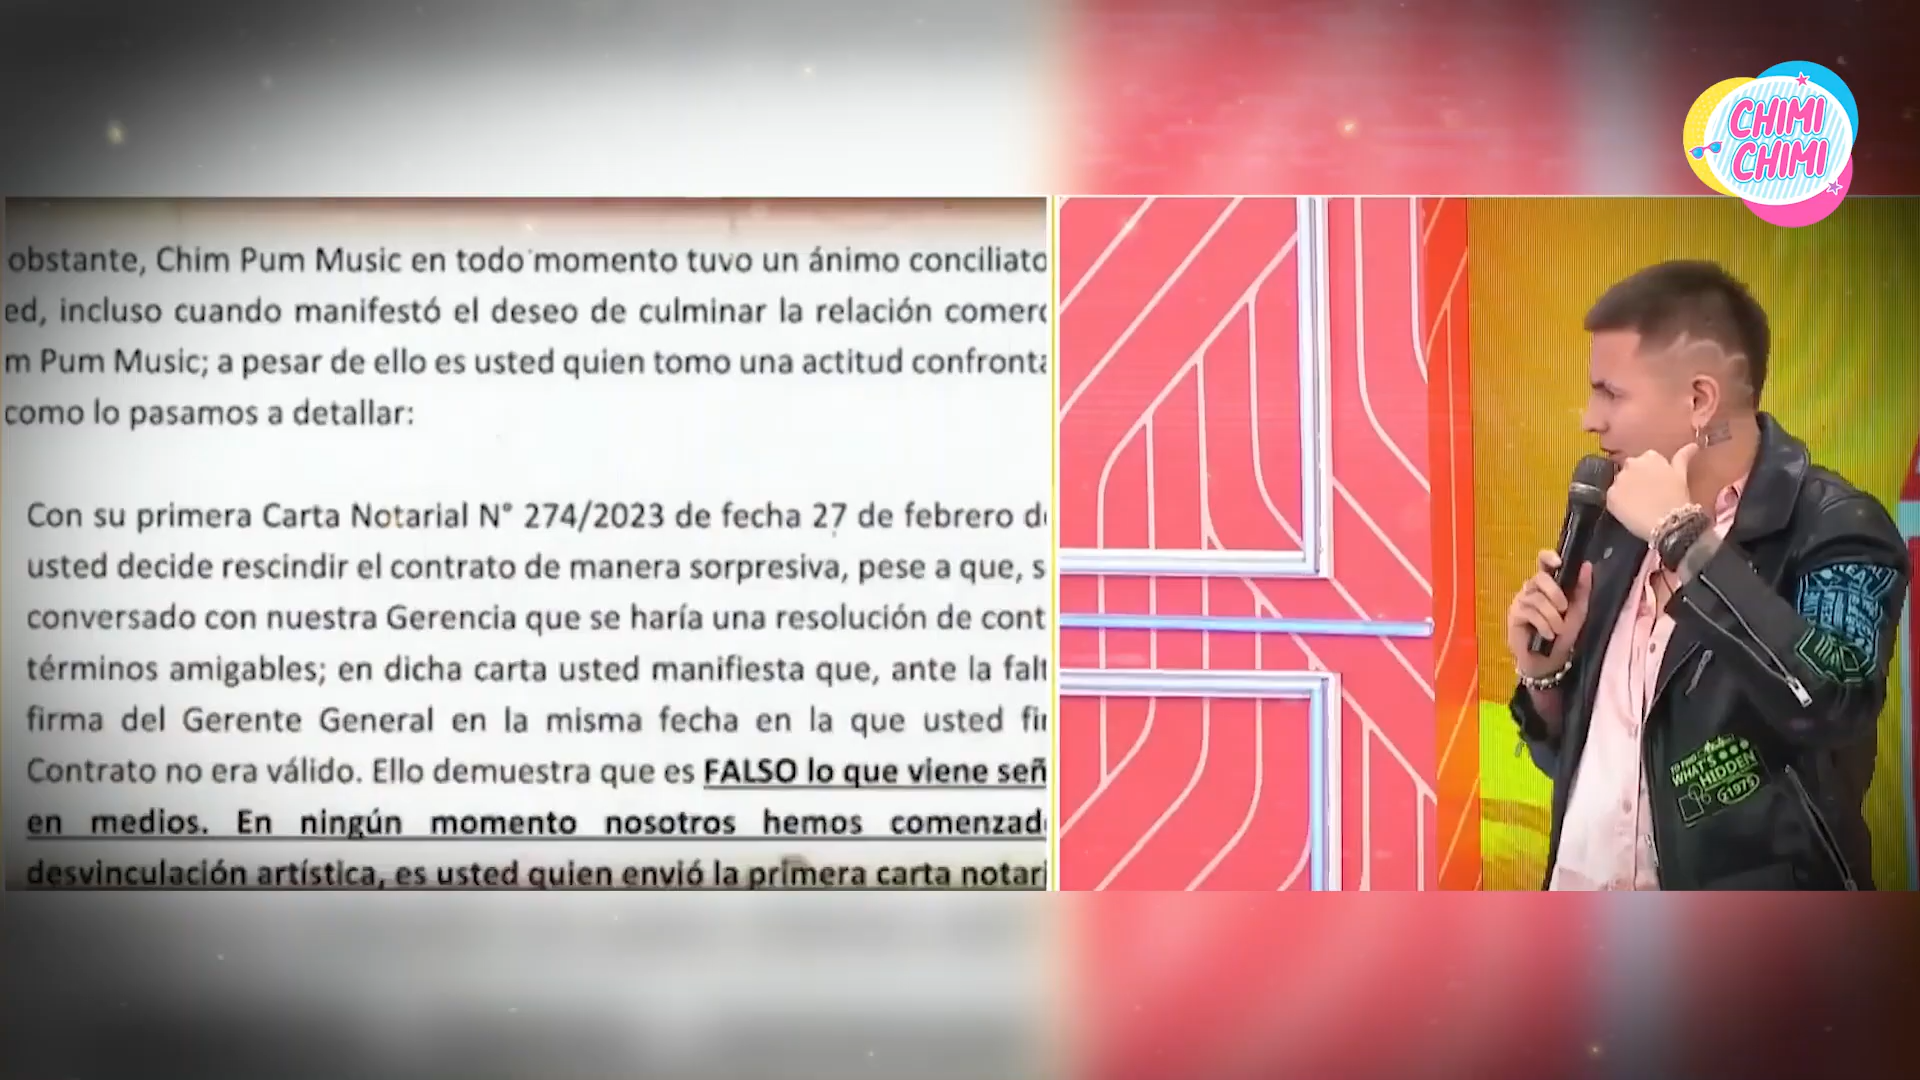 obstante, Chim Pum Music en todo momento tuvo un ánimo conciliato
ed, incluso cuando manifestó el deseo de culminar la relación comerc
m Pum Music; a pesar de ello es usted quien tomo una actitud confronta
como lo pasamos a detallar:
Con su primera Carta Notarial N° 274/2023 de fecha 27 de febrero de
usted decide rescindir el contrato de manera sorpresiva, pese a que, s
conversado con nuestra Gerencia que se haría una resolución de cont
términos amigables; en dicha carta usted manifiesta que, ante la falt
firma del Gerente General en la misma fecha en la que usted fir
Contrato no era válido. Ello demuestra que es FALSO lo que viene señ
en medios. En ningún momento nosotros hemos comenzad
desvinculación artística, es usted quien envió la primera carta notari
CHIMI
CHIMI
WHAT'S
HIDDEN
1975